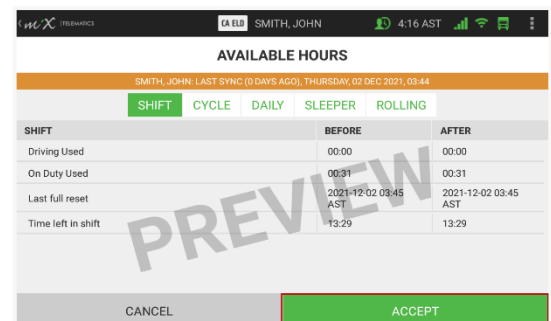 MiX TELEMATICS CA ELD SMITH, JOHN 4:16 AST
AVAILABLE HOURS
SMITH, JOHN: LAST SYNC (0 DAYS AGO), THURSDAY, 02 DEC 2021, 03:44
SHIFT CYCLE DAILY SLEEPER ROLLING
SHIFT BEFORE AFTER
Driving Used 00:00 00:00
On Duty Used 00:31 00:31
Last full reset 2021-12-02 03:45 AST 2021-12-02 03:45 AST
Time left in shift 13:29 13:29
PREVIEW
CANCEL ACCEPT